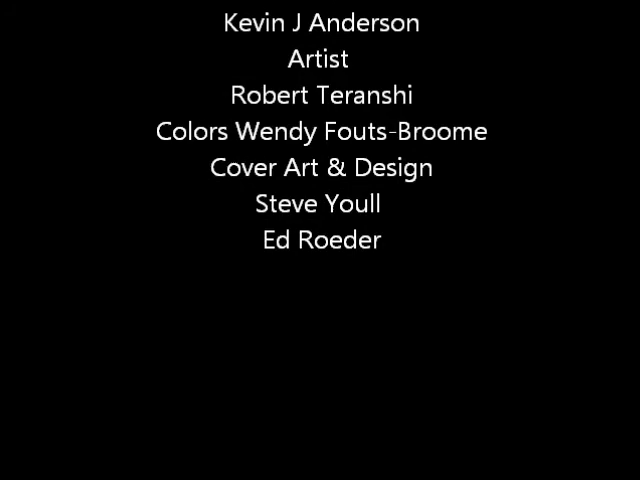 Kevin J Anderson
Artist
Robert Teranshi
Colors Wendy Fouts-Broome
Cover Art & Design
Steve Youll
Ed Roeder